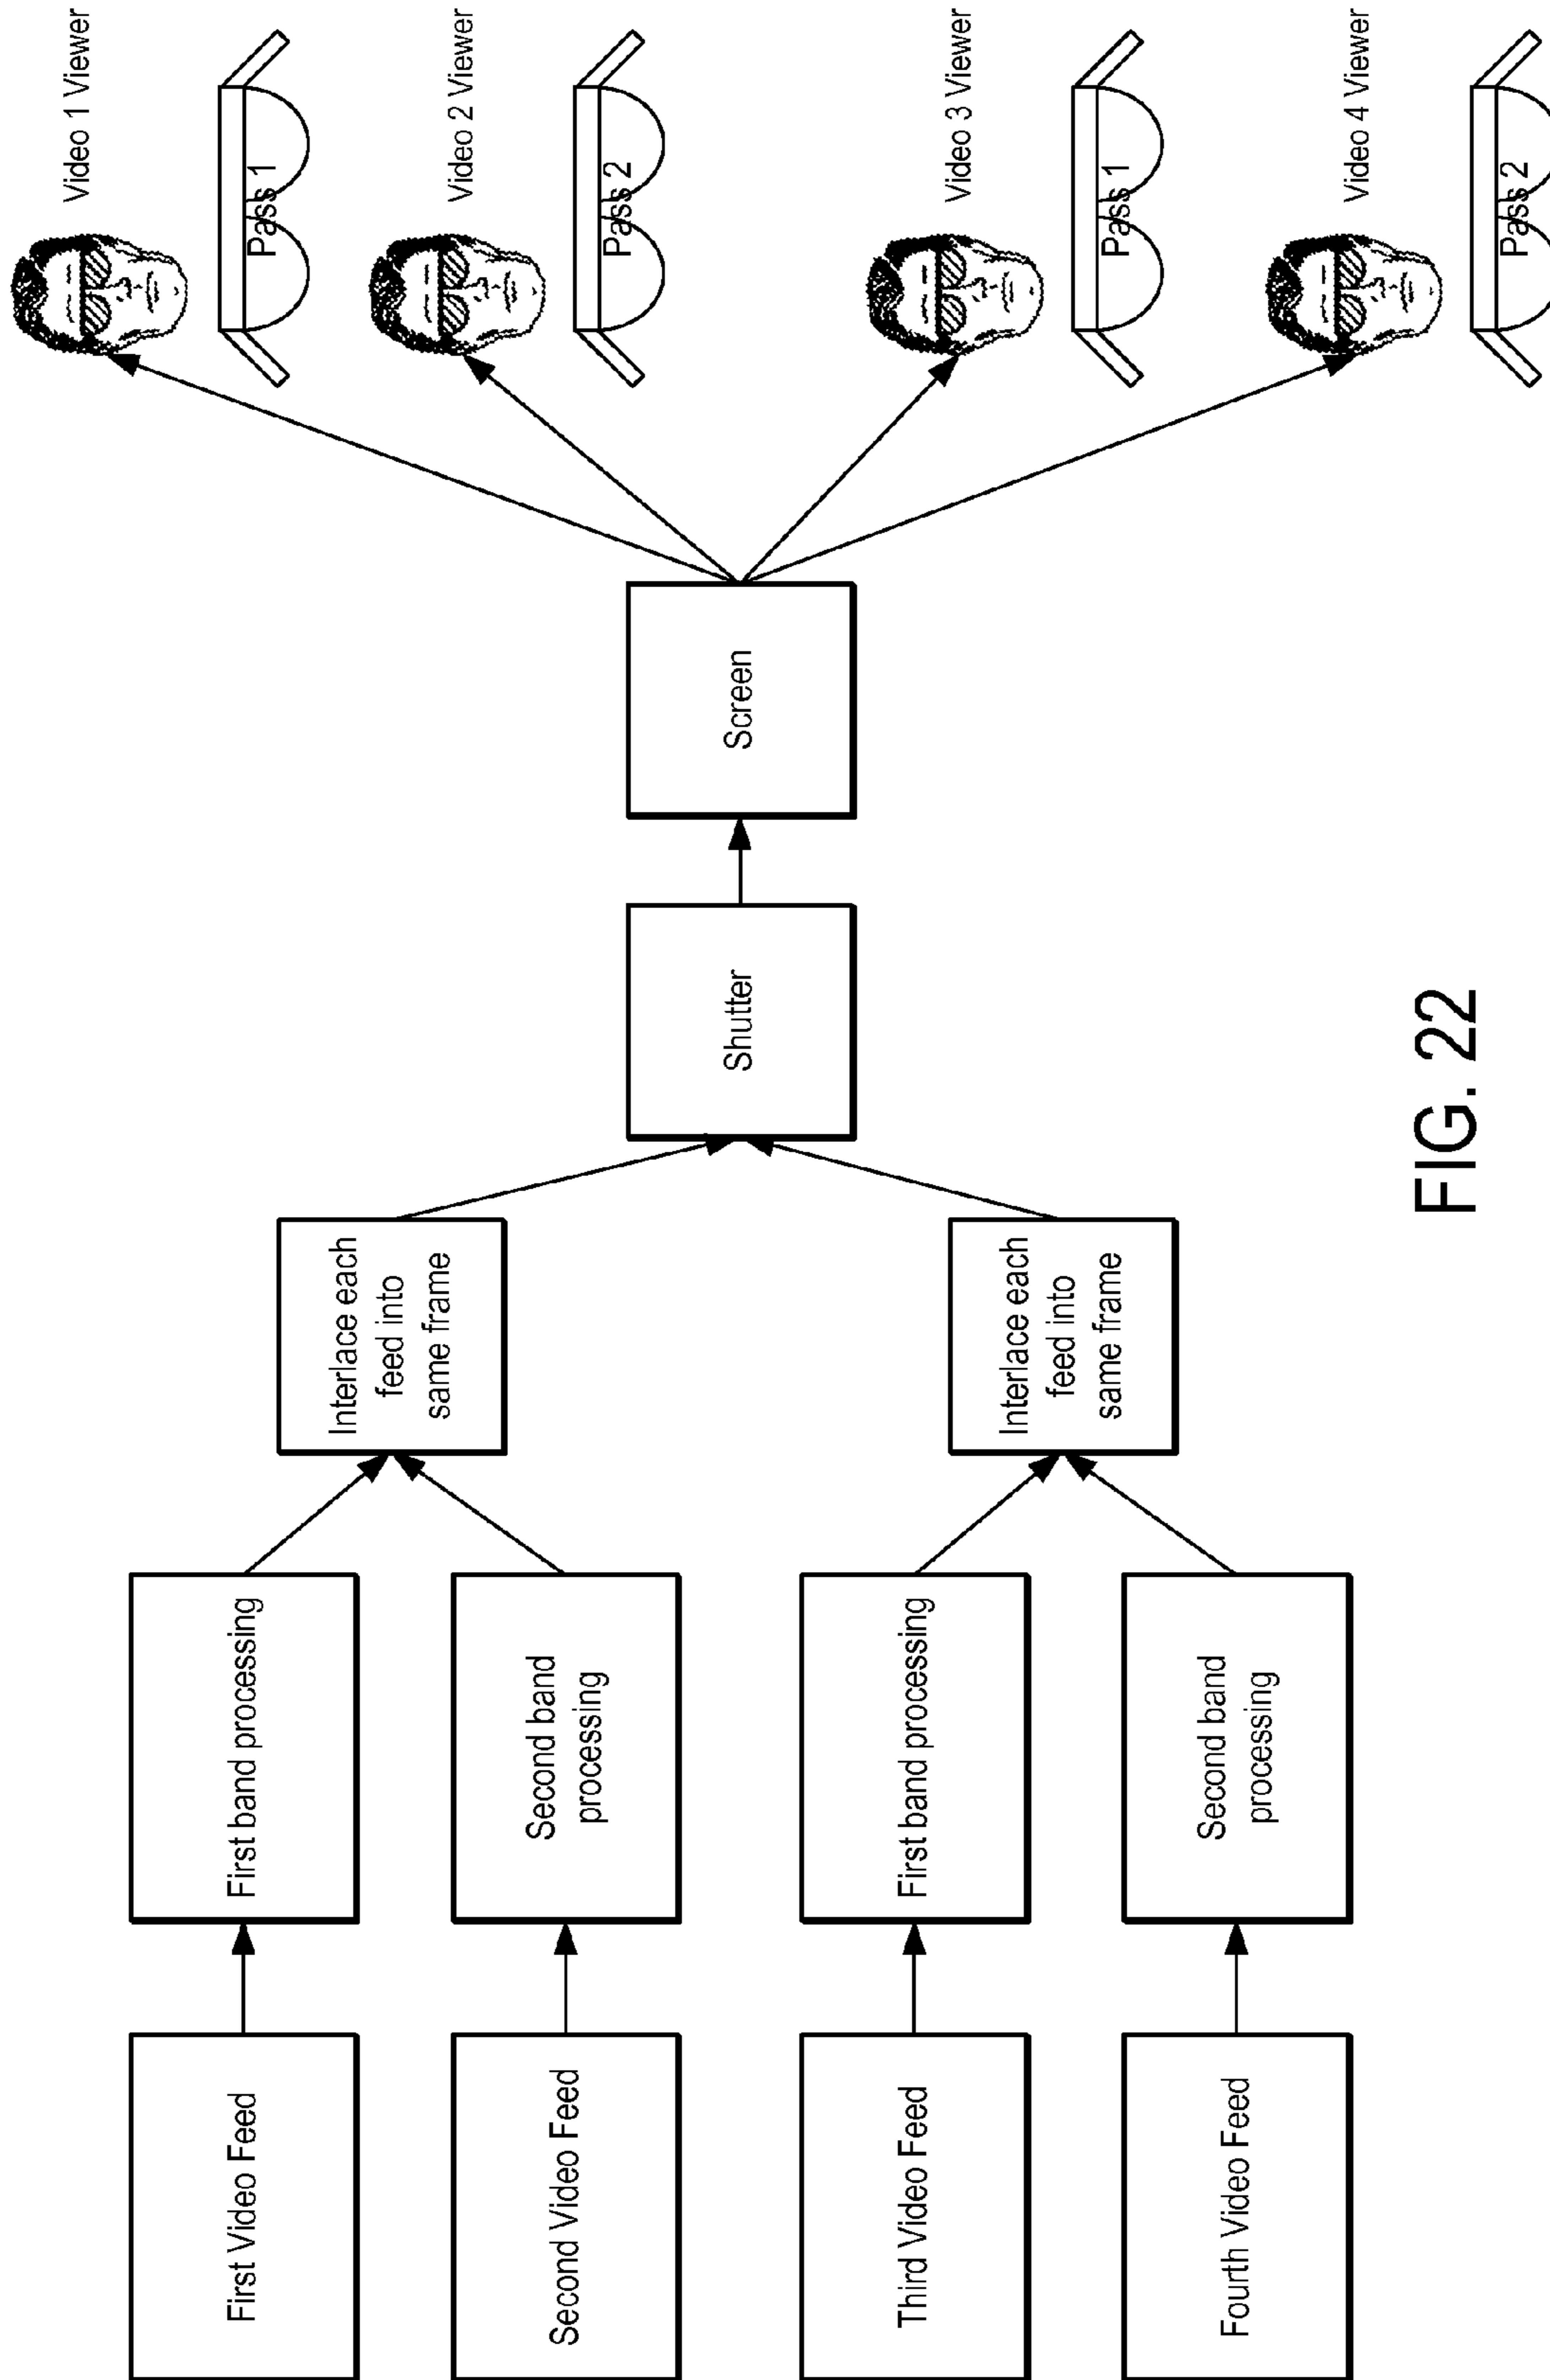 First Video Feed
First band processing
Second Video Feed
Second band
processing
Interlace each
feed into
same frame
Third Video Feed
First band processing
Fourth Video Feed
Second band
processing
Interlace each
feed into
same frame
Shutter
Screen
Video 1 Viewer
Pass 1
Video 2 Viewer
Pass 2
Video 3 Viewer
Pass 1
Video 4 Viewer
Pass 2
FIG. 22